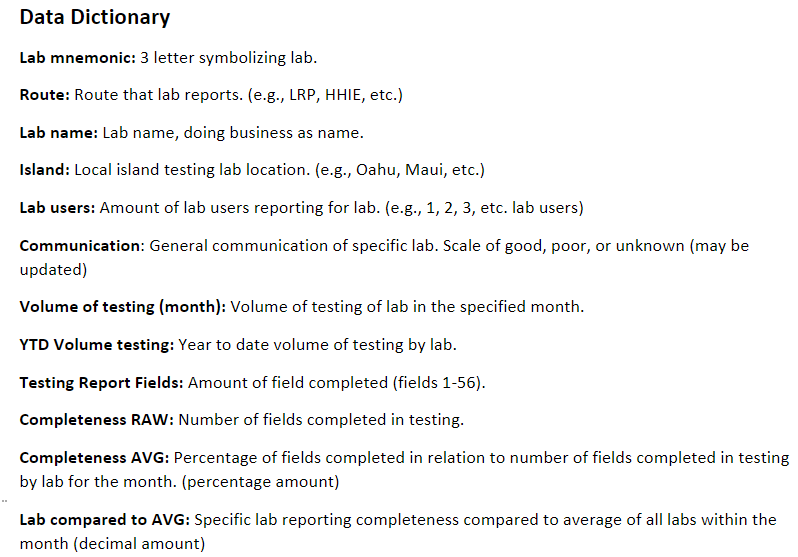 Data Dictionary
Lab mnemonic: 3 letter symbolizing lab.
Route: Route that lab reports. (e.g., LRP, HHIE, etc.)
Lab name: Lab name, doing business as name.
Island: Local island testing lab location. (e.g., Oahu, Maui, etc.)
Lab users: Amount of lab users reporting for lab. (e.g., 1, 2, 3, etc. lab users)
Communication: General communication of specific lab. Scale of good, poor, or unknown (may be
updated)
Volume of testing (month): Volume of testing of lab in the specified month.
YTD Volume testing: Year to date volume of testing by lab.
Testing Report Fields: Amount of field completed (fields 1-56).
Completeness RAW: Number of fields completed in testing.
Completeness AVG: Percentage of fields completed in relation to number of fields completed in testing
by lab for the month. (percentage amount)
Lab compared to AVG: Specific lab reporting completeness compared to average of all labs within the
month (decimal amount)